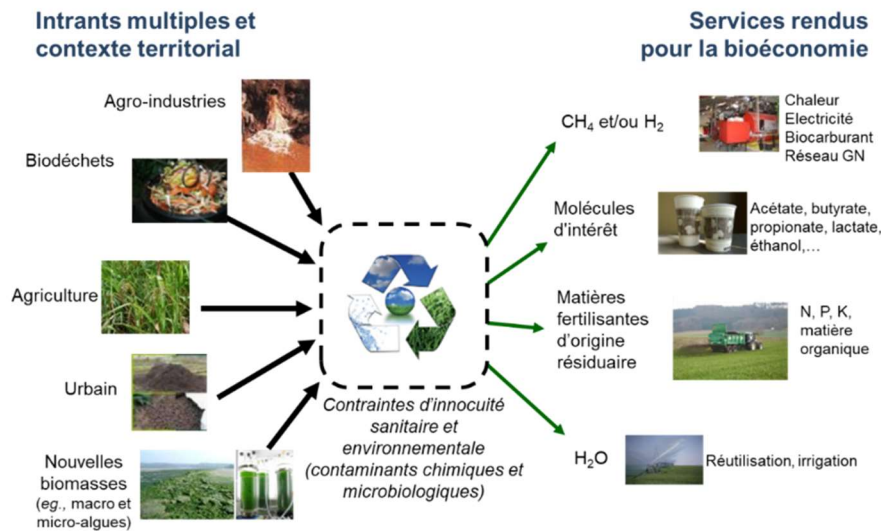 Intrants multiples et
contexte territorial
Agro-industries
Biodéchets
Agriculture
Urbain
Nouvelles
biomasses
(eg., macro et
micro-algues)
Contraintes d'innocuité
sanitaire et
environnementale
(contaminants chimiques et
microbiologiques)
Services rendus
pour la bioéconomie
CH₄ et/ou H₂
Chaleur
Electricité
Biocarburant
Réseau GN
Molécules
d'intérêt
Acétate, butyrate,
propionate, lactate,
éthanol,...
Matières
fertilisantes
d'origine
résiduaire
N, P, K,
matière
organique
H₂O
Réutilisation, irrigation